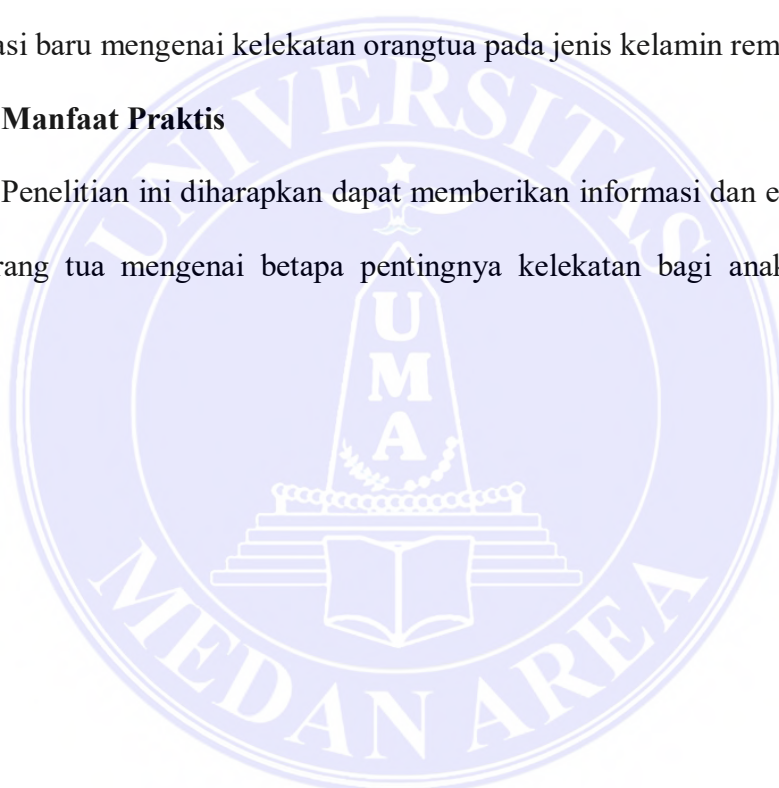 asi baru mengenai kelekatan orangtua pada jenis kelamin rem
Manfaat Praktis
Penelitian ini diharapkan dapat memberikan informasi dan e
rang tua mengenai betapa pentingnya kelekatan bagi anak
UNIVERSITAS
UMA
MEDAN AREA